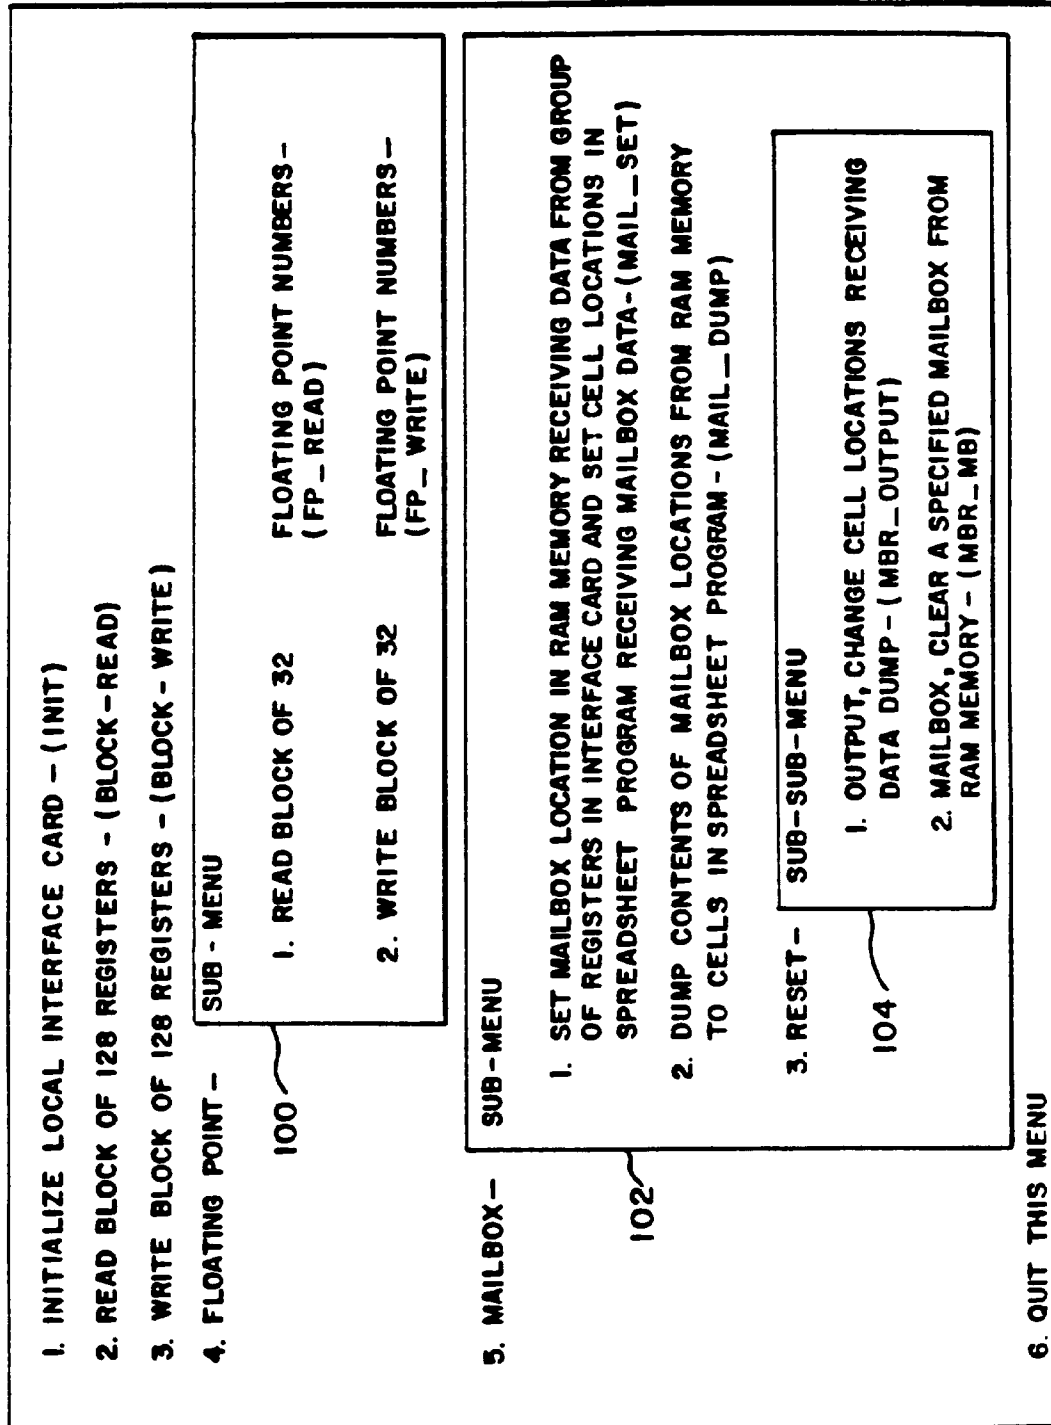 1. INITIALIZE LOCAL INTERFACE CARD - (INIT)
2. READ BLOCK OF 128 REGISTERS - (BLOCK-READ)
3. WRITE BLOCK OF 128 REGISTERS - (BLOCK-WRITE)
4. FLOATING POINT -
SUB - MENU
1. READ BLOCK OF 32 FLOATING POINT NUMBERS -
(FP_READ)
2. WRITE BLOCK OF 32 FLOATING POINT NUMBERS -
(FP_WRITE)
100
5. MAILBOX -
SUB-MENU
1. SET MAILBOX LOCATION IN RAM MEMORY RECEIVING DATA FROM GROUP
OF REGISTERS IN INTERFACE CARD AND SET CELL LOCATIONS IN
SPREADSHEET PROGRAM RECEIVING MAILBOX DATA-(MAIL_SET)
2. DUMP CONTENTS OF MAILBOX LOCATIONS FROM RAM MEMORY
TO CELLS IN SPREADSHEET PROGRAM - (MAIL_DUMP)
102
3. RESET- SUB-SUB-MENU
1. OUTPUT, CHANGE CELL LOCATIONS RECEIVING
DATA DUMP - (MBR_OUTPUT)
2. MAILBOX, CLEAR A SPECIFIED MAILBOX FROM
RAM MEMORY - (MBR_MB)
104
6. QUIT THIS MENU